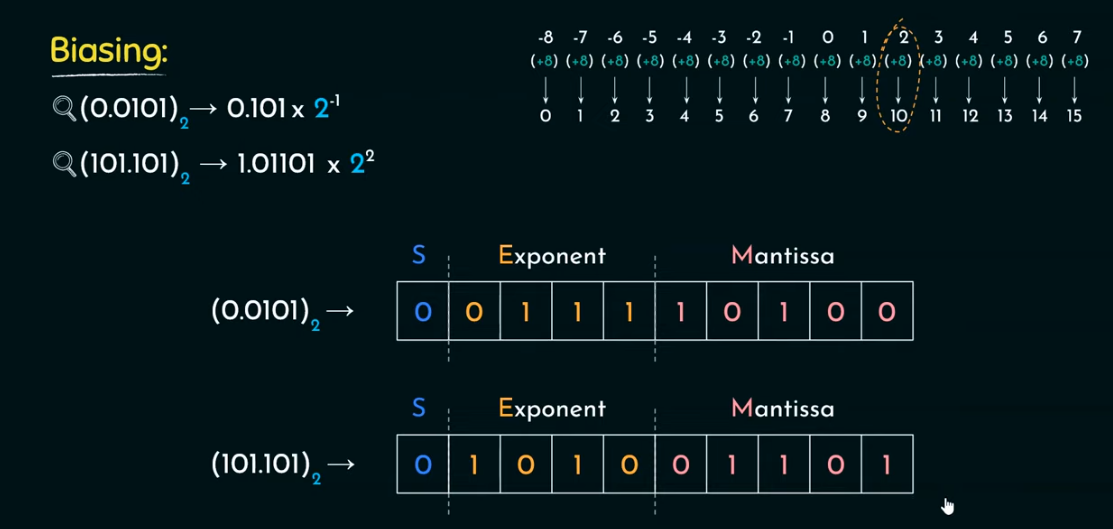 Biasing:
-8 -7 -6 -5 -4 -3 -2 -1 0 1 2 3 4 5 6 7
(+8) (+8) (+8) (+8) (+8) (+8) (+8) (+8) (+8) (+8) (+8) (+8) (+8) (+8) (+8) (+8)
0 1 2 3 4 5 6 7 8 9 10 11 12 13 14 15
(0.0101)₂ → 0.101 x 2⁻¹
(101.101)₂ → 1.01101 x 2²
S Exponent Mantissa
(0.0101)₂ → 0 0 1 1 1 1 0 1 0 0
S Exponent Mantissa
(101.101)₂ → 0 1 0 1 0 0 1 1 0 1